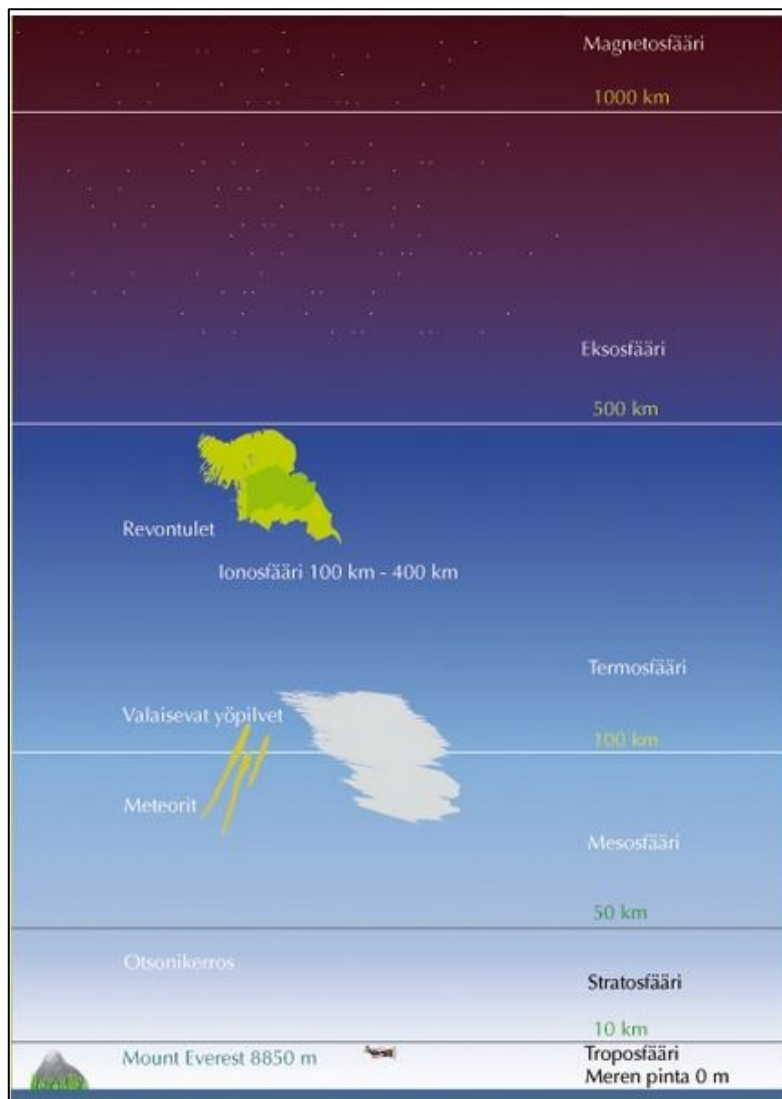 Magnetosfääri
1000 km
Eksosfääri
500 km
Revontulet
Ionosfääri 100 km - 400 km
Termosfääri
Valaisevat yöpilvet
100 km
Meteorit
Mesosfääri
50 km
Otsonikerros
Stratosfääri
10 km
Mount Everest 8850 m
Troposfääri
Meren pinta 0 m